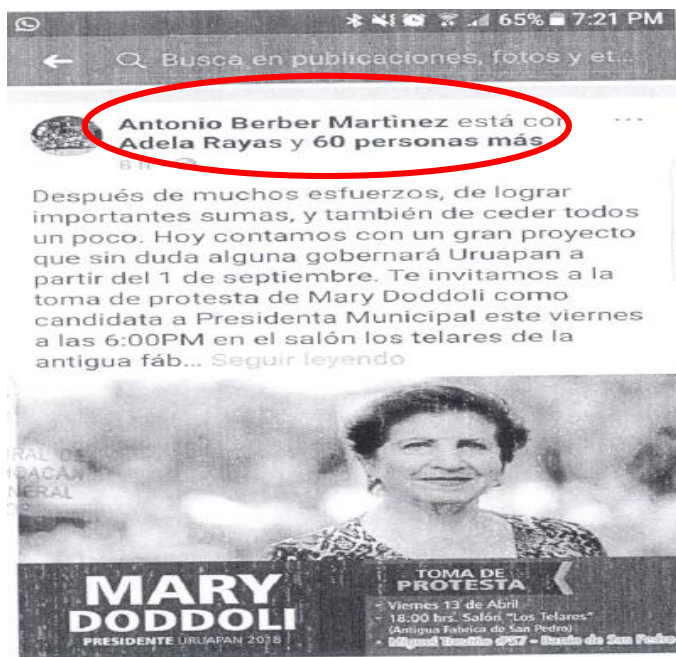 65% 7:21 PM
Busca en publicaciones, fotos y et...
Antonio Berber Martìnez está con
Adela Rayas y 60 personas más
Después de muchos esfuerzos, de lograr
importantes sumas, y también de ceder todos
un poco. Hoy contamos con un gran proyecto
que sin duda alguna gobernará Uruapan a
partir del 1 de septiembre. Te invitamos a la
toma de protesta de Mary Doddoli como
candidata a Presidenta Municipal este viernes
a las 6:00PM en el salón los telares de la
antigua fáb... Seguir leyendo
MARY
DODDOLI
PRESIDENTE URUAPAN 2018
TOMA DE
PROTESTA
Viernes 13 de Abril
18:00 hrs. Salón "Los Telares"
(Antigua Fabrica de San Pedro)
Barrio de San Pedro